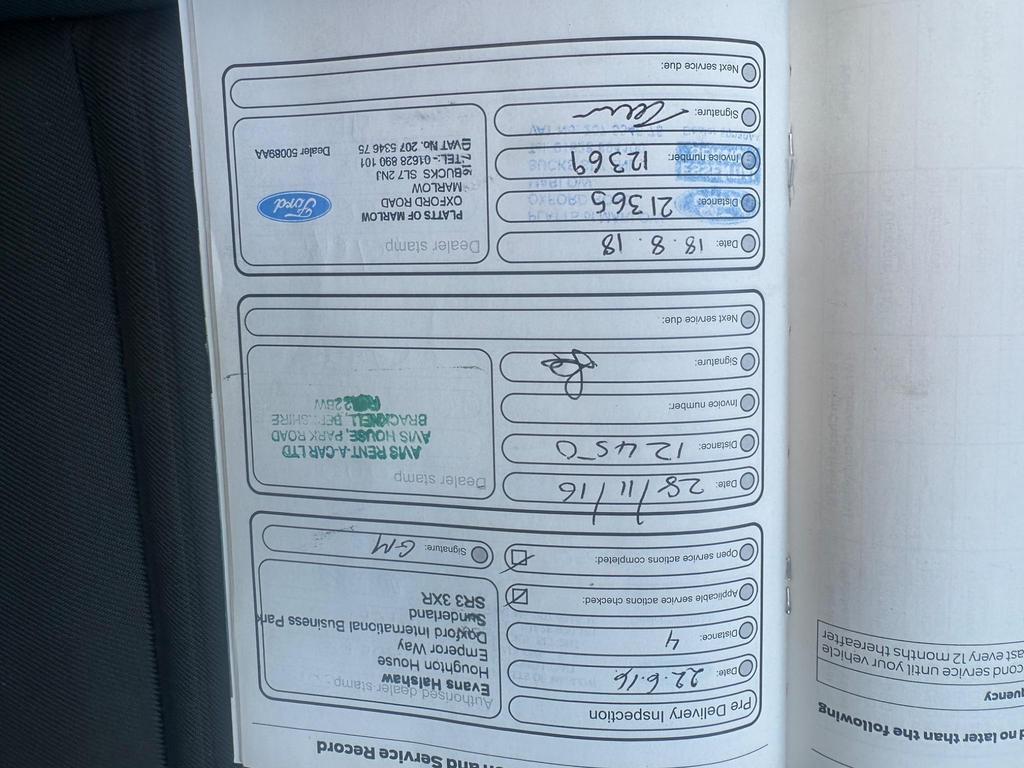 and Service Record
Pre Delivery Inspection
Date: 22.6.16.
Distance: 4
Applicable service actions checked:
Open service actions completed:
Authorised dealer stamp
Evans Halshaw
Houghton House
Emperor Way
Doxford International Business Park
Sunderland
SR3 3XR
Signature: GM
Date: 28/11/16
Distance: 12450
Invoice number:
Signature:
Dealer stamp
AVIS RENT-A-CAR LTD
AVIS HOUSE, PARK ROAD
BRACKNELL, BERKSHIRE
2BW
Next service due:
Date: 18.8.18
Distance: 21365
Invoice number: 12369
Signature:
Dealer stamp
PLATTS OF MARLOW
OXFORD ROAD
MARLOW
BUCKS SL7 2NJ
TEL:- 01628 890 101
VAT No. 207 5346 75
Ford
Dealer 50089AA
Next service due:
no later than the following
quency
cond service until your vehicle
ast every 12 months thereafter